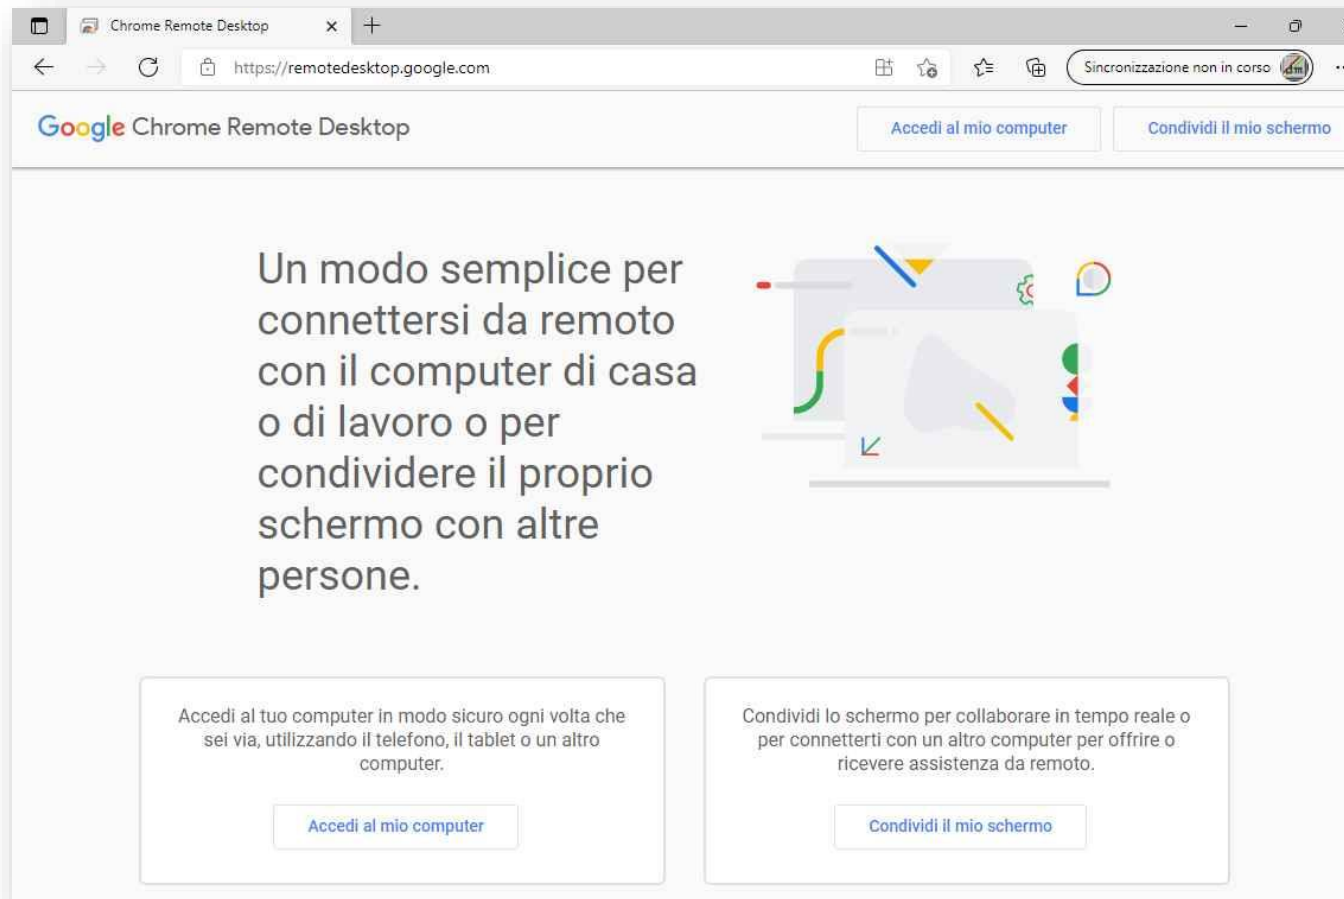 Chrome Remote Desktop
https://remotedesktop.google.com
Sincronizzazione non in corso
Google Chrome Remote Desktop
Accedi al mio computer
Condividi il mio schermo
Un modo semplice per
connettersi da remoto
con il computer di casa
o di lavoro o per
condividere il proprio
schermo con altre
persone.
Accedi al tuo computer in modo sicuro ogni volta che
sei via, utilizzando il telefono, il tablet o un altro
computer.
Accedi al mio computer
Condividi lo schermo per collaborare in tempo reale o
per connetterti con un altro computer per offrire o
ricevere assistenza da remoto.
Condividi il mio schermo